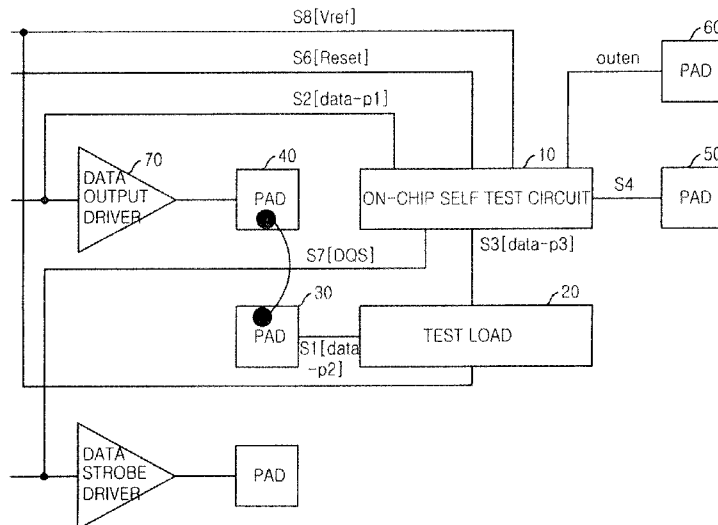 S8[Vref]
60
S6[Reset]
outen
PAD
S2[data-p1]
70
40
10
50
DATA
OUTPUT
DRIVER
PAD
ON-CHIP SELF TEST CIRCUIT
S4
PAD
S7[DQS]
S3[data-p3]
30
20
PAD
TEST LOAD
S1[data
-p2]
DATA
STROBE
DRIVER
PAD